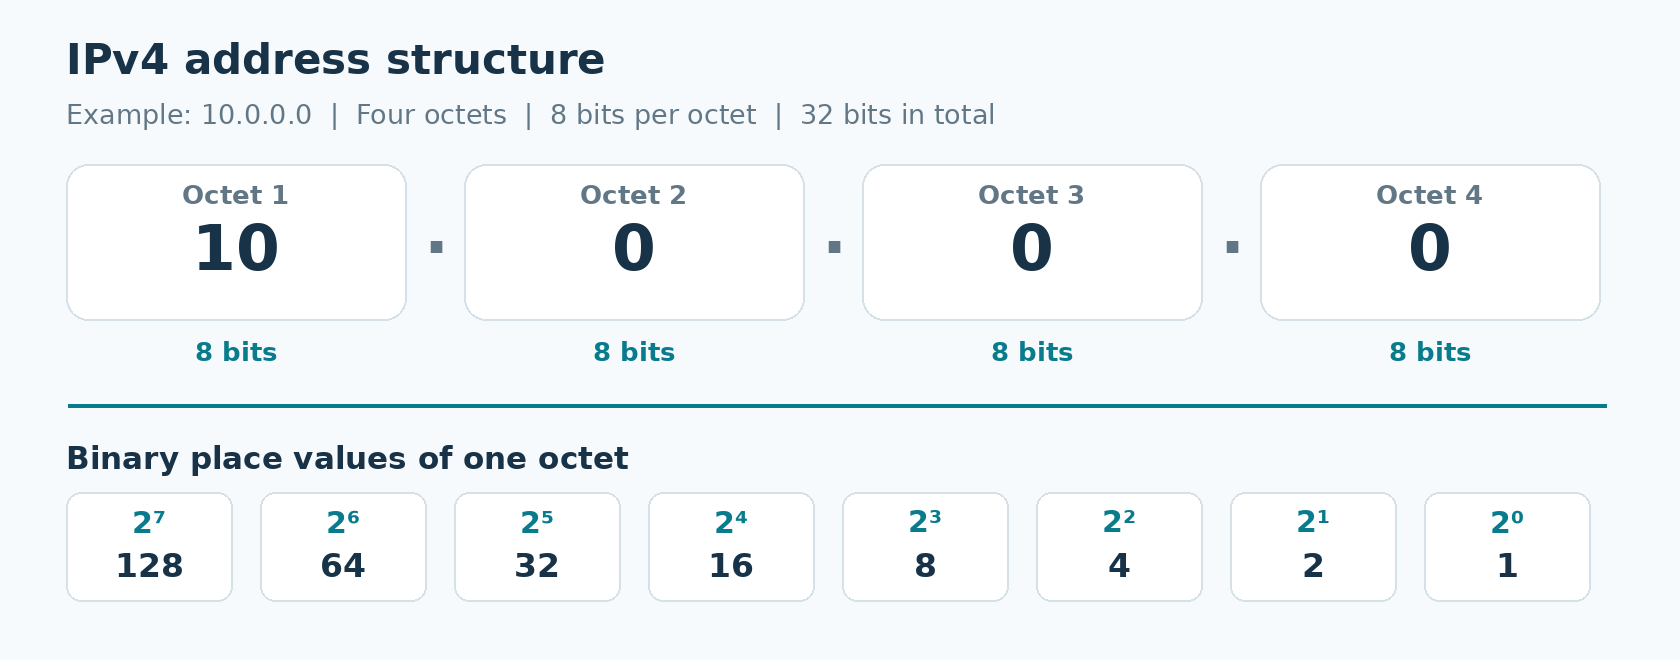 IPv4 address structure
Example: 10.0.0.0 | Four octets | 8 bits per octet | 32 bits in total
Octet 1 Octet 2 Octet 3 Octet 4
10 . 0 . 0 . 0
8 bits 8 bits 8 bits 8 bits
Binary place values of one octet
2⁷ 2⁶ 2⁵ 2⁴ 2³ 2² 2¹ 2⁰
128 64 32 16 8 4 2 1